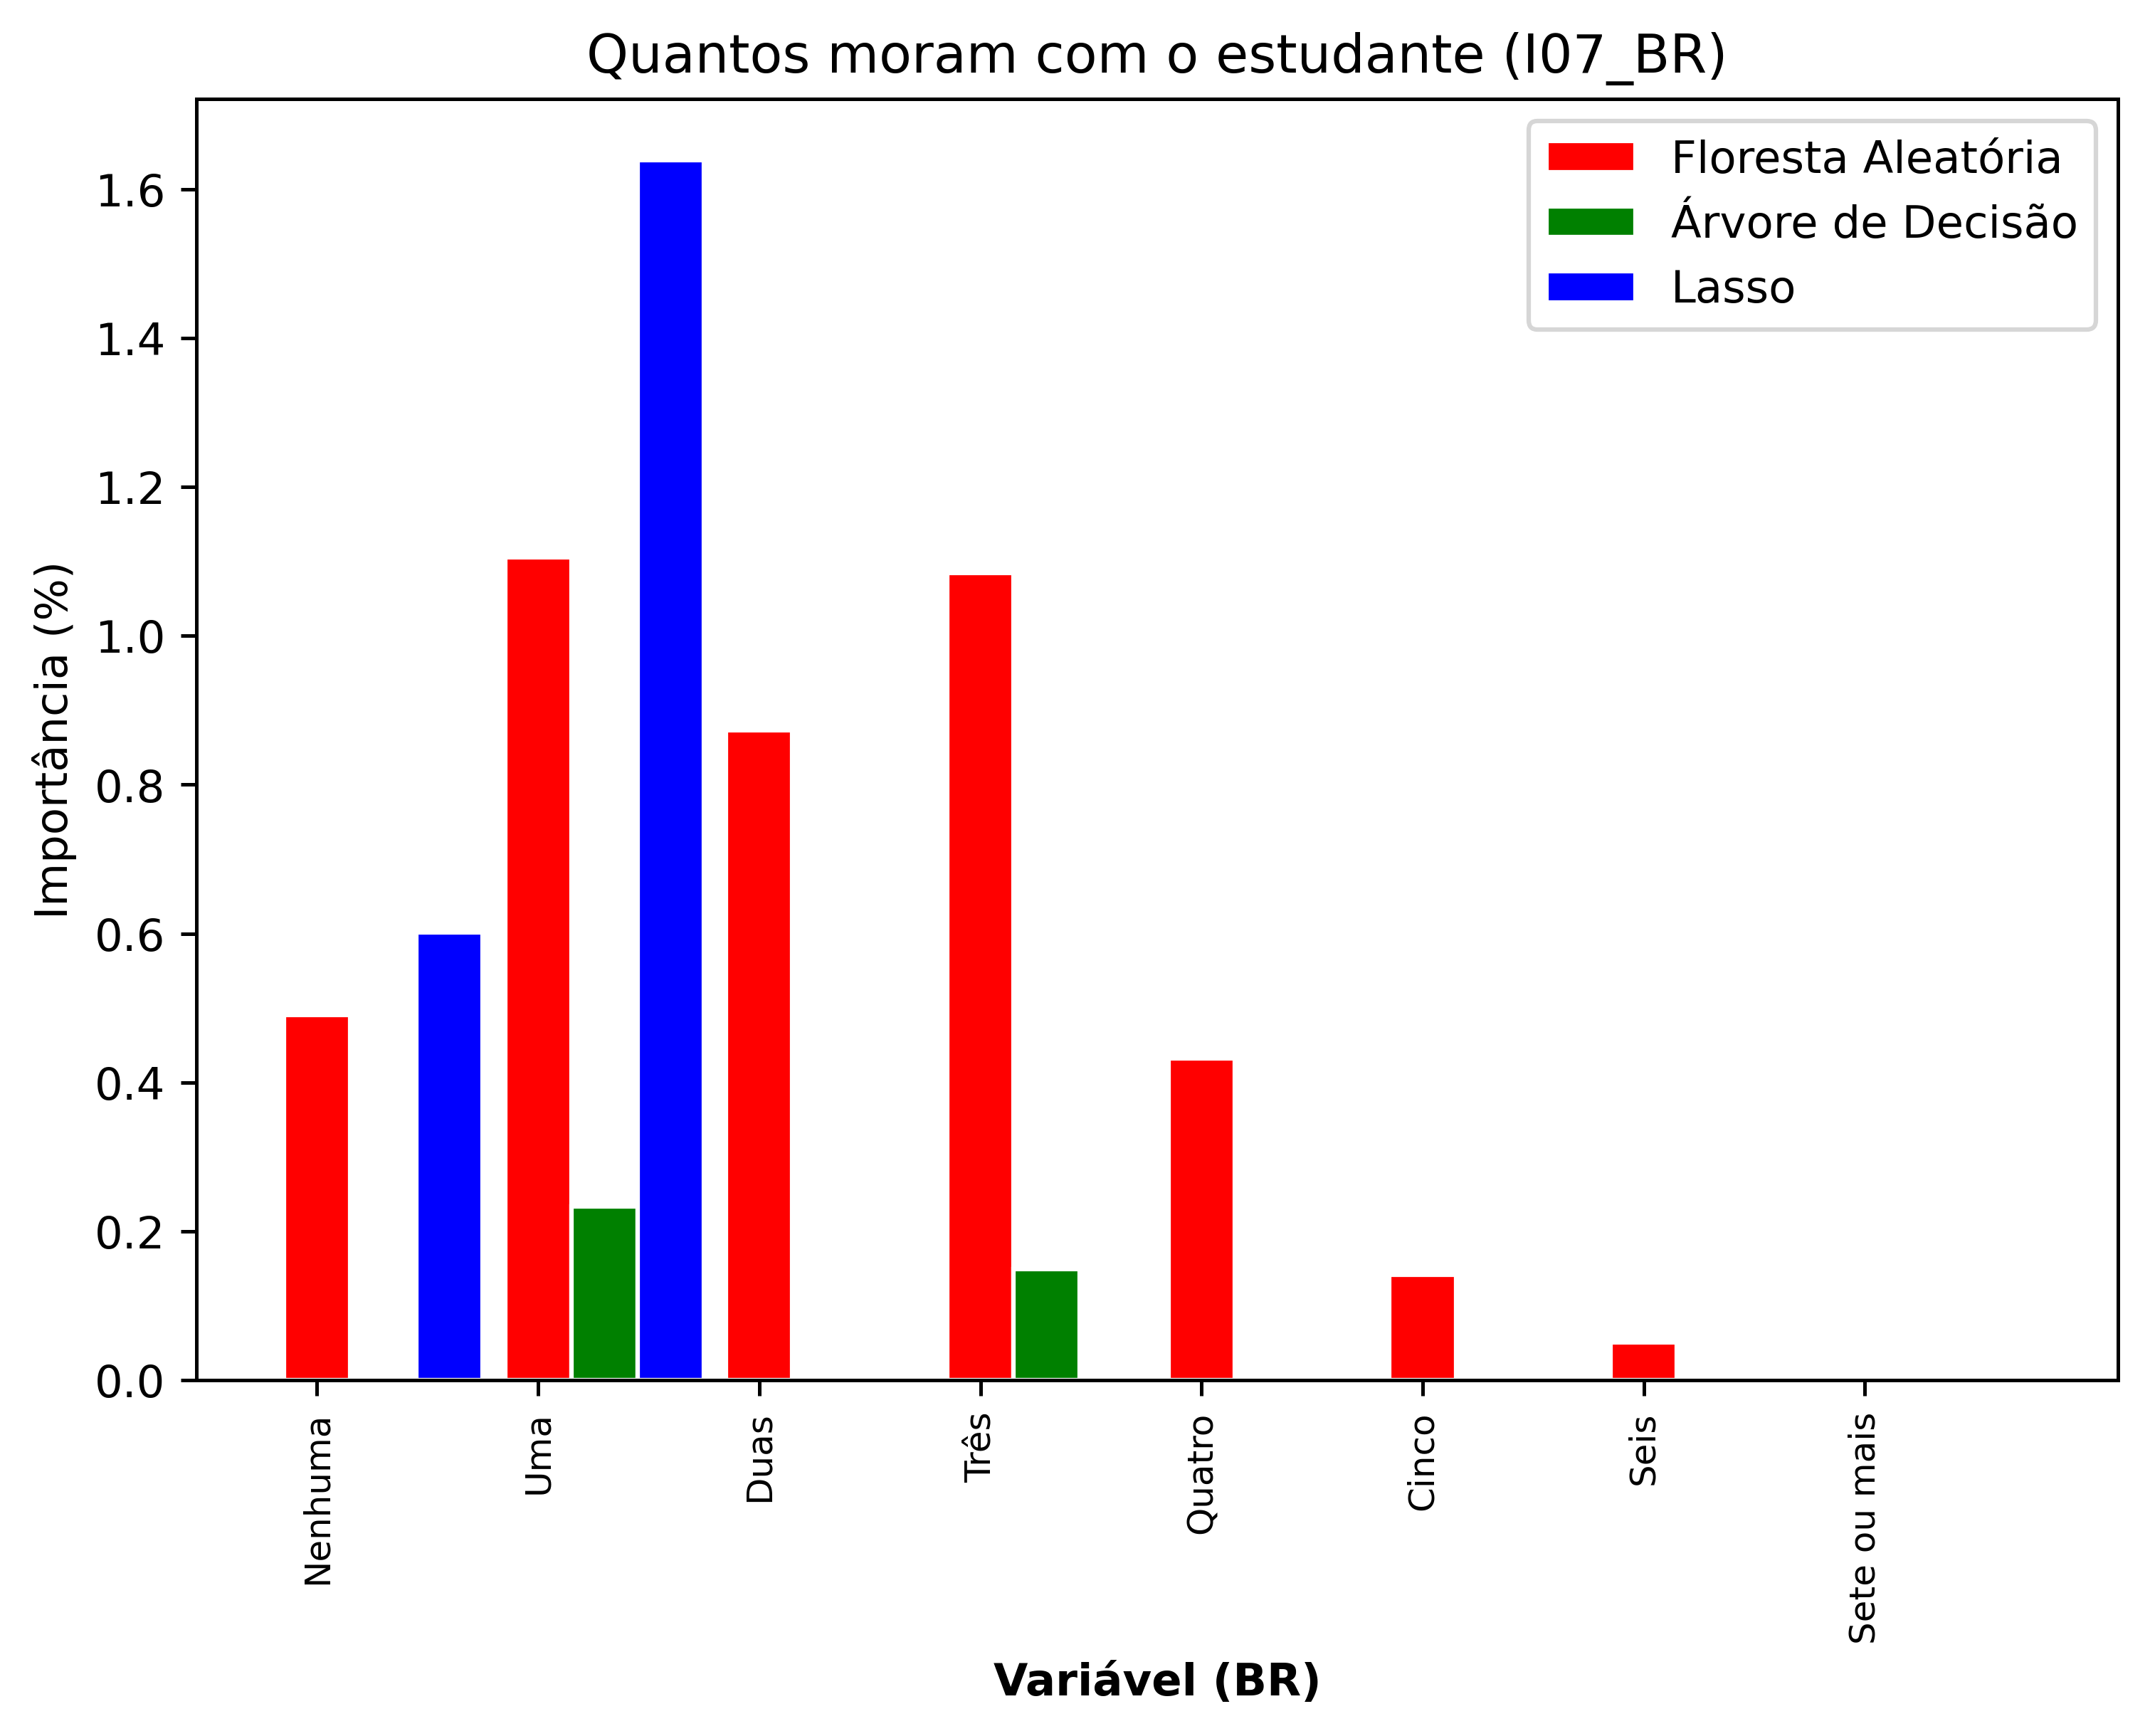 Quantos moram com o estudante (I07_BR)
Floresta Aleatória
Árvore de Decisão
Lasso
Importância (%)
1.6
1.4
1.2
1.0
0.8
0.6
0.4
0.2
0.0
Nenhuma
Uma
Duas
Três
Quatro
Cinco
Seis
Sete ou mais
Variável (BR)